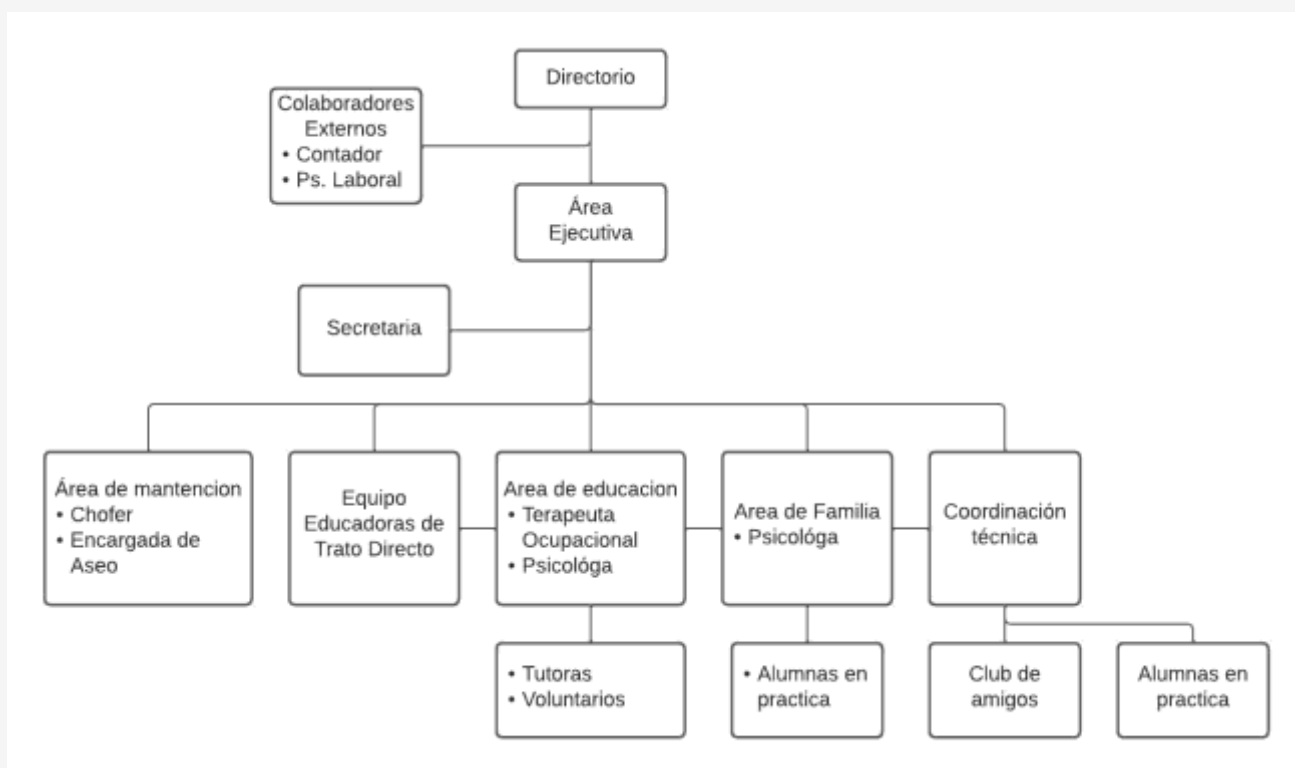 Directorio
Colaboradores
Externos
• Contador
• Ps. Laboral
Área
Ejecutiva
Secretaria
Área de mantencion
• Chofer
• Encargada de
Aseo
Equipo
Educadoras de
Trato Directo
Area de educacion
• Terapeuta
Ocupacional
• Psicológa
Area de Familia
• Psicológa
Coordinación
técnica
• Tutoras
• Voluntarios
• Alumnas en
practica
Club de
amigos
Alumnas en
practica